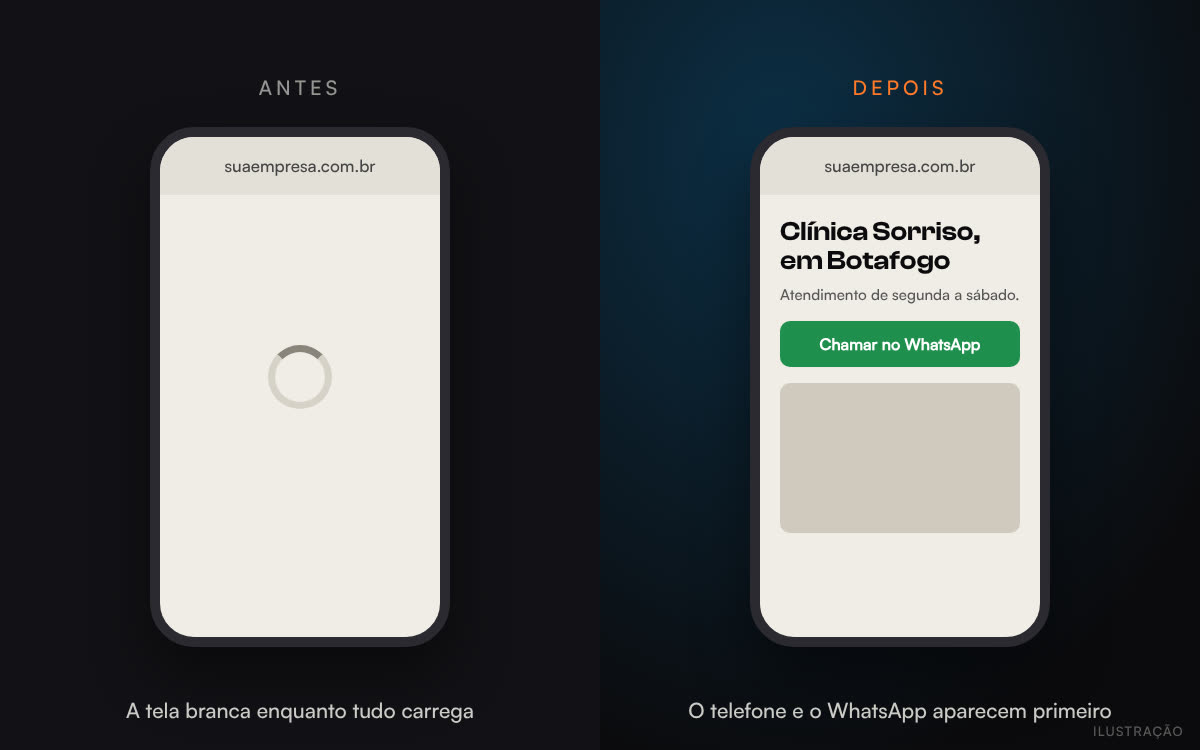 ANTES
suaempresa.com.br
A tela branca enquanto tudo carrega
DEPOIS
suaempresa.com.br
Clínica Sorriso,
em Botafogo
Atendimento de segunda a sábado.
Chamar no WhatsApp
O telefone e o WhatsApp aparecem primeiro
ILUSTRAÇÃO